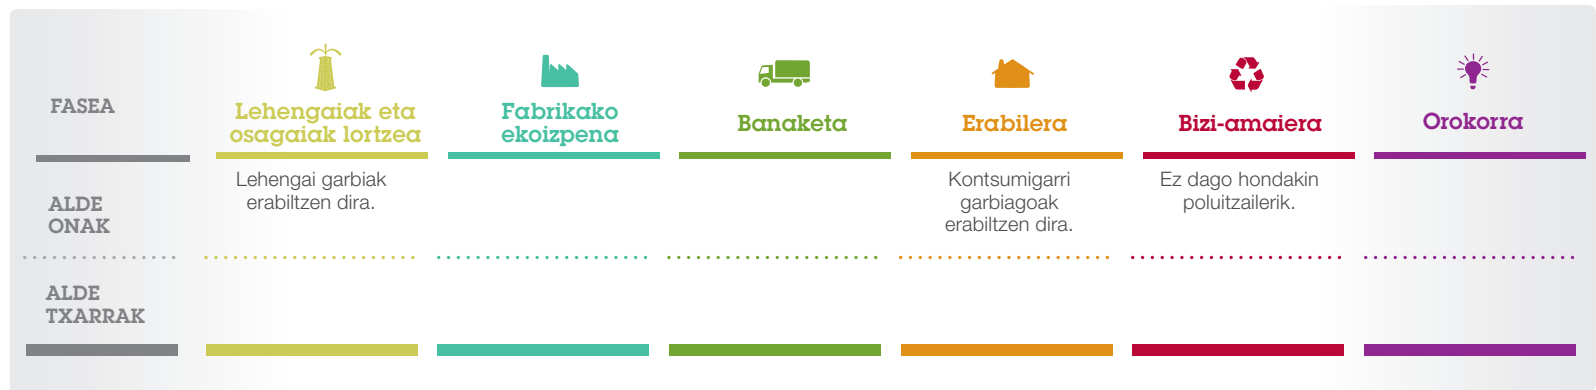 FASEA
Lehengaiak eta
osagaiak lortzea
Fabrikako
ekoizpena
Banaketa
Erabilera
Bizi-amaiera
Orokorra
ALDE
ONAK
Lehengai garbiak
erabiltzen dira.
Kontsumigarri
garbiagoak
erabiltzen dira.
Ez dago hondakin
poluitzailerik.
ALDE
TXARRAK